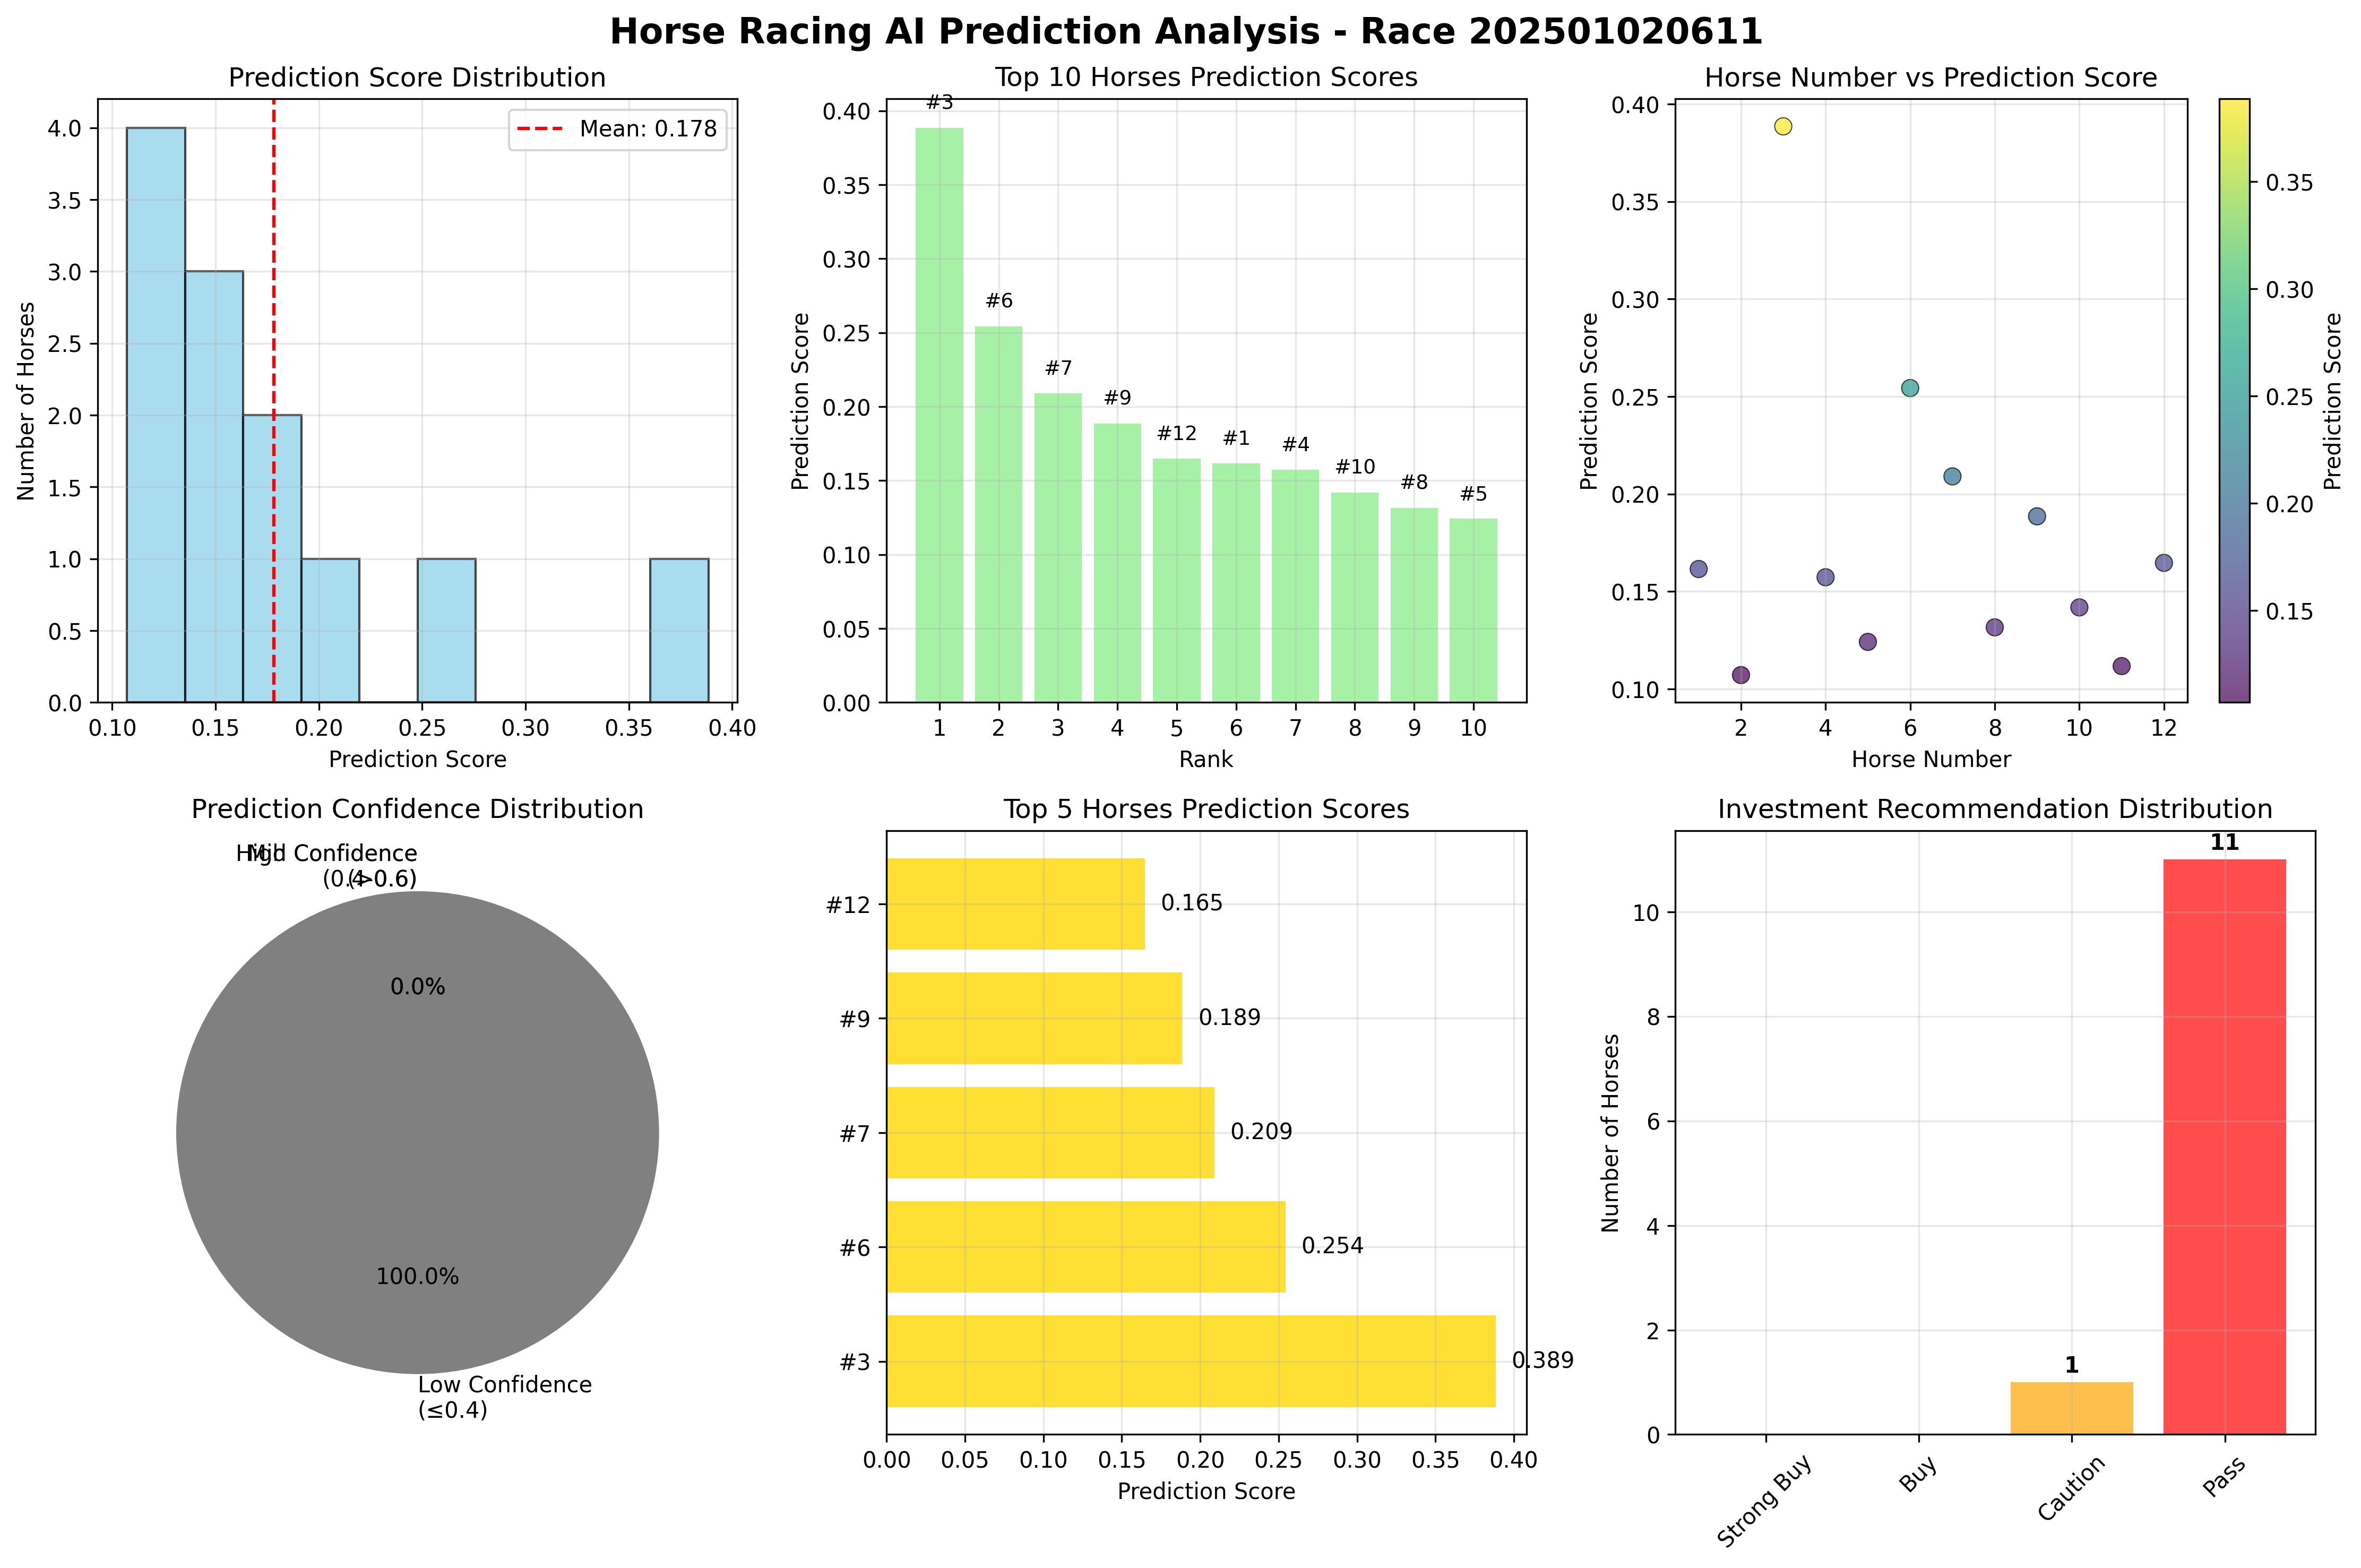 Horse Racing AI Prediction Analysis - Race 202501020611
Prediction Score Distribution
Number of Horses
4.0
3.5
3.0
2.5
2.0
1.5
1.0
0.5
0.0
Mean: 0.178
0.10 0.15 0.20 0.25 0.30 0.35 0.40
Prediction Score
Top 10 Horses Prediction Scores
Prediction Score
0.40
0.35
0.30
0.25
0.20
0.15
0.10
0.05
0.00
#3
#6
#7
#9
#12
#1
#4
#10
#8
#5
1 2 3 4 5 6 7 8 9 10
Rank
Horse Number vs Prediction Score
Prediction Score
0.40
0.35
0.30
0.25
0.20
0.15
0.10
2 4 6 8 10 12
Horse Number
0.35
0.30
0.25
0.20
0.15
Prediction Score
Prediction Confidence Distribution
High Confidence
(>0.6)
0.0%
100.0%
Low Confidence
(≤0.4)
Top 5 Horses Prediction Scores
#12
0.165
#9
0.189
#7
0.209
#6
0.254
#3
0.389
0.00 0.05 0.10 0.15 0.20 0.25 0.30 0.35 0.40
Prediction Score
Investment Recommendation Distribution
Number of Horses
10
8
6
4
2
0
1
11
Strong Buy
Buy
Caution
Pass